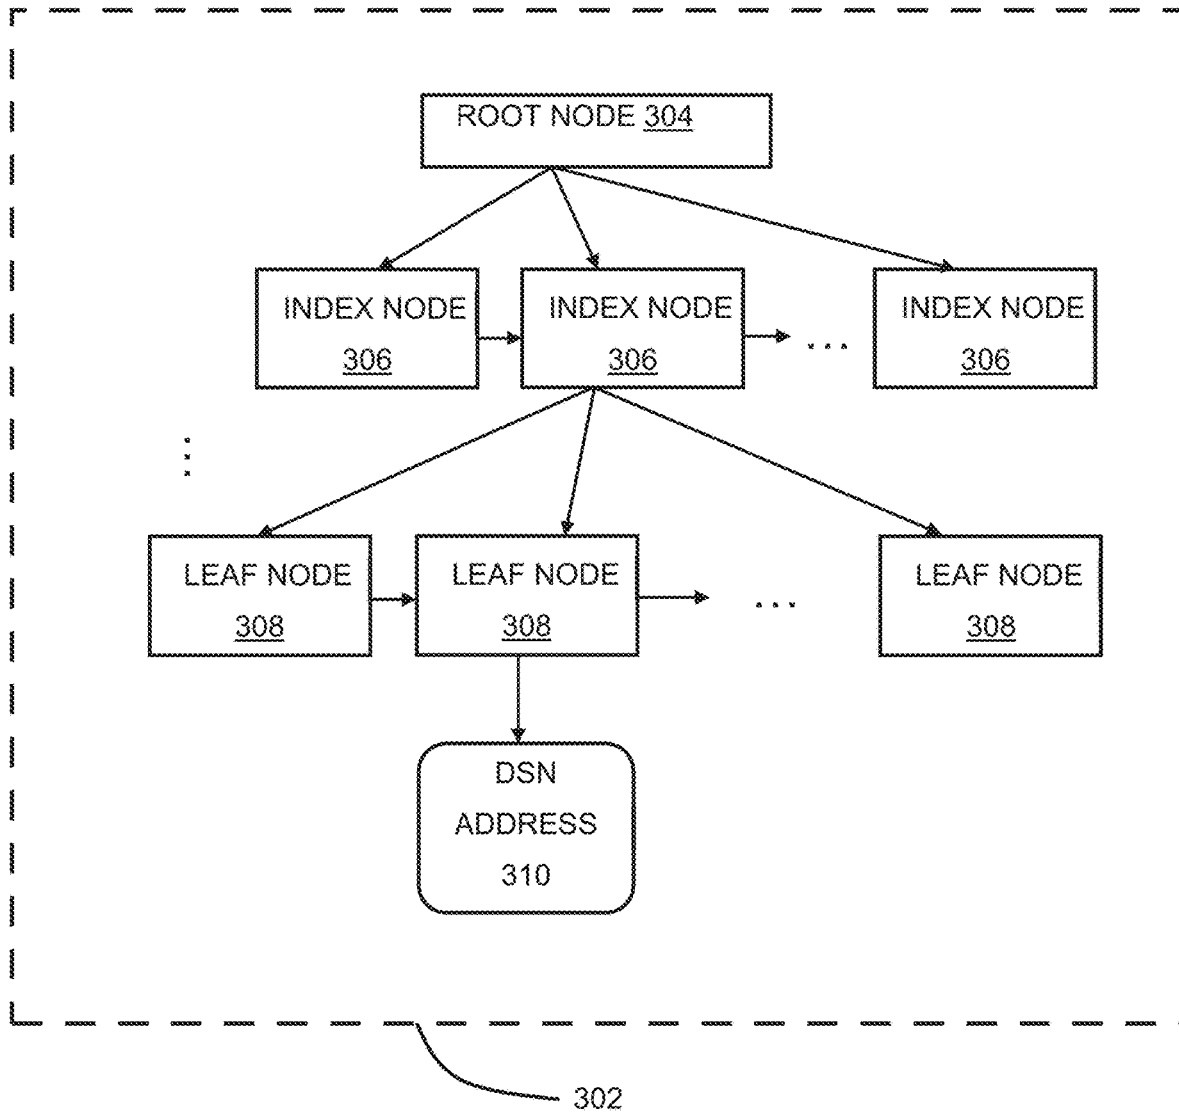 ROOT NODE 304
INDEX NODE
306
INDEX NODE
306
. . .
INDEX NODE
306
LEAF NODE
308
LEAF NODE
308
. . .
LEAF NODE
308
DSN
ADDRESS
310
302